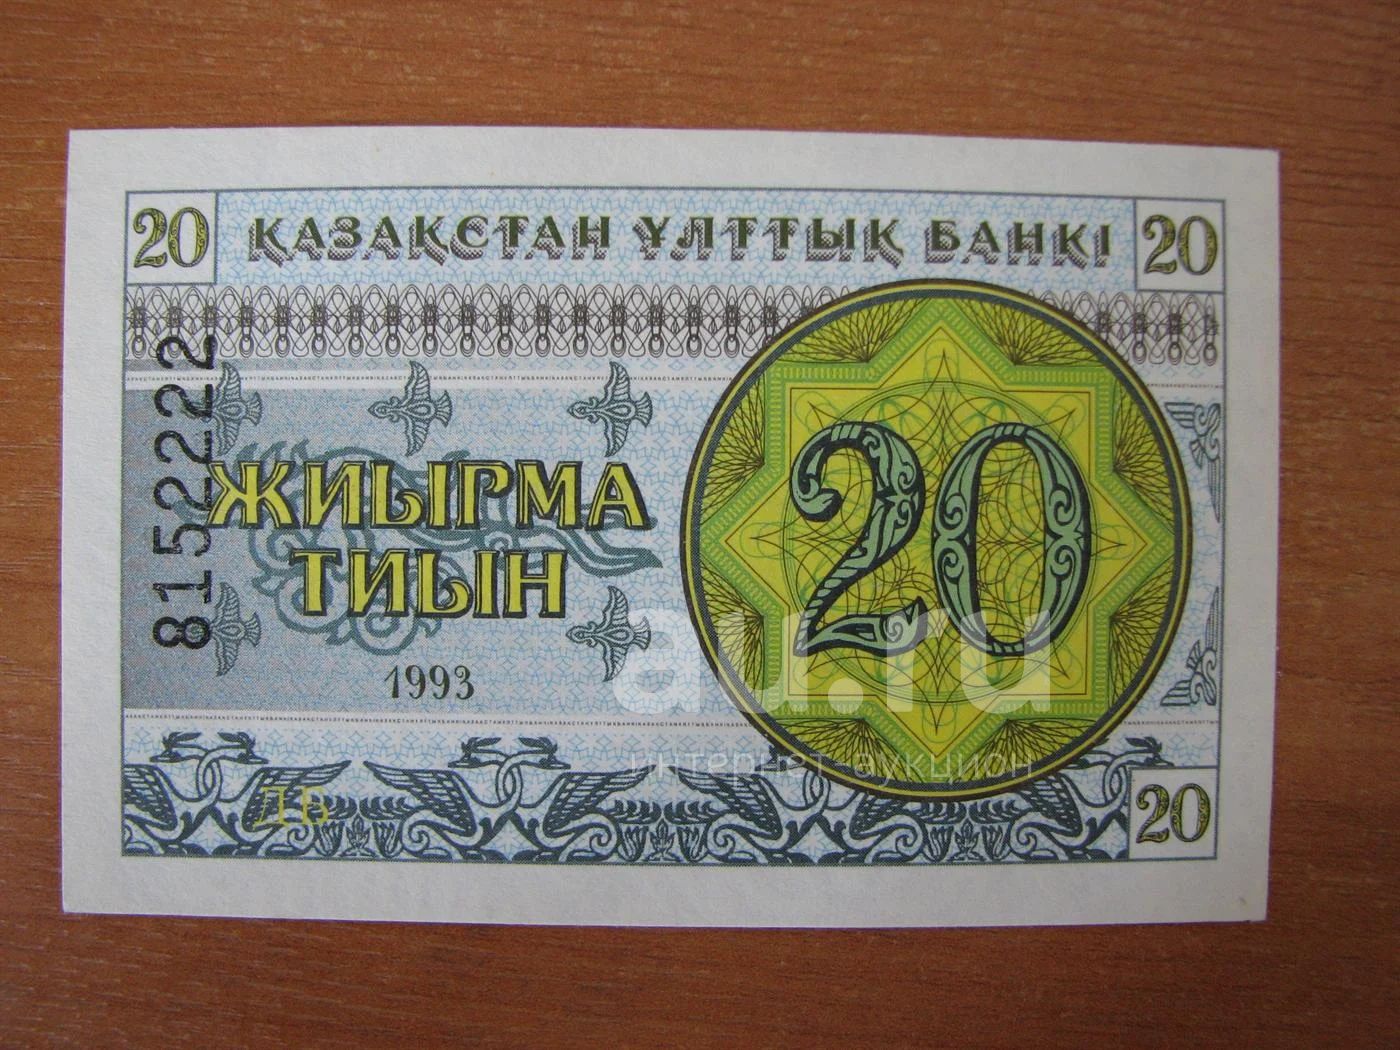 20 ҚАЗАҚСТАН ҰЛТТЫҚ БАНКІ 20
8152222
ЖИЫРМА
ТИЫН
20
1993
au.ru
интернет-аукцион
ДБ
20